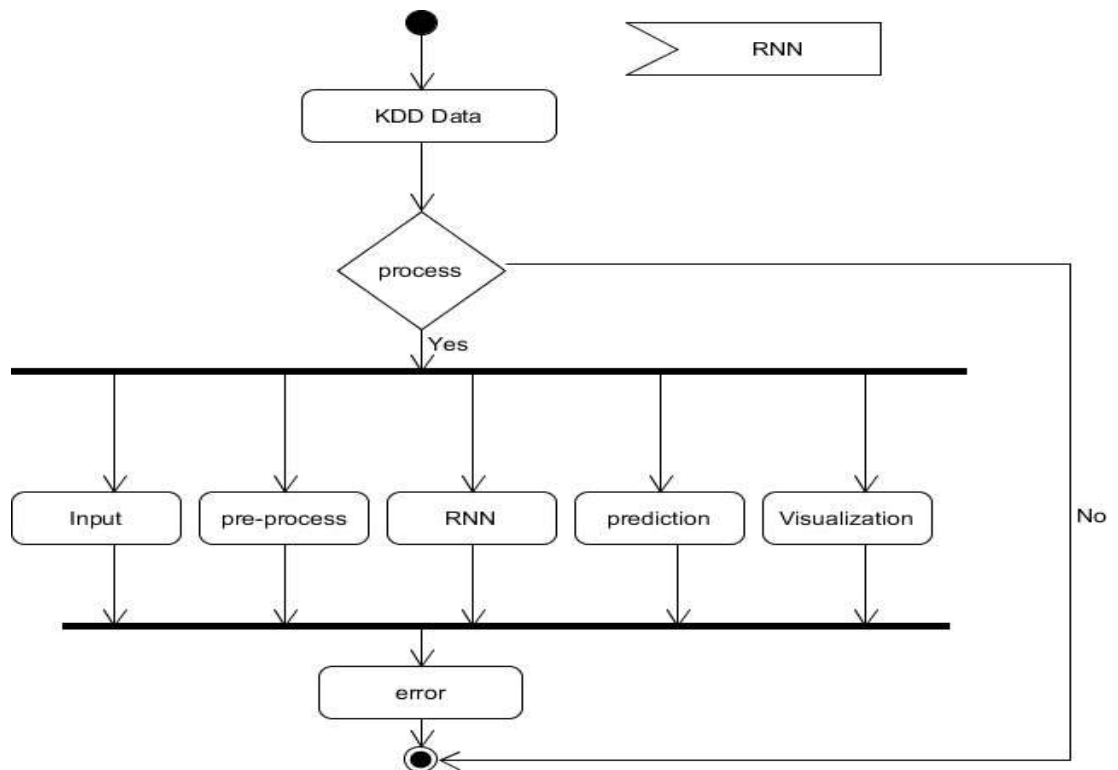 RNN
KDD Data
process
Yes
Input
pre-process
RNN
prediction
Visualization
No
error